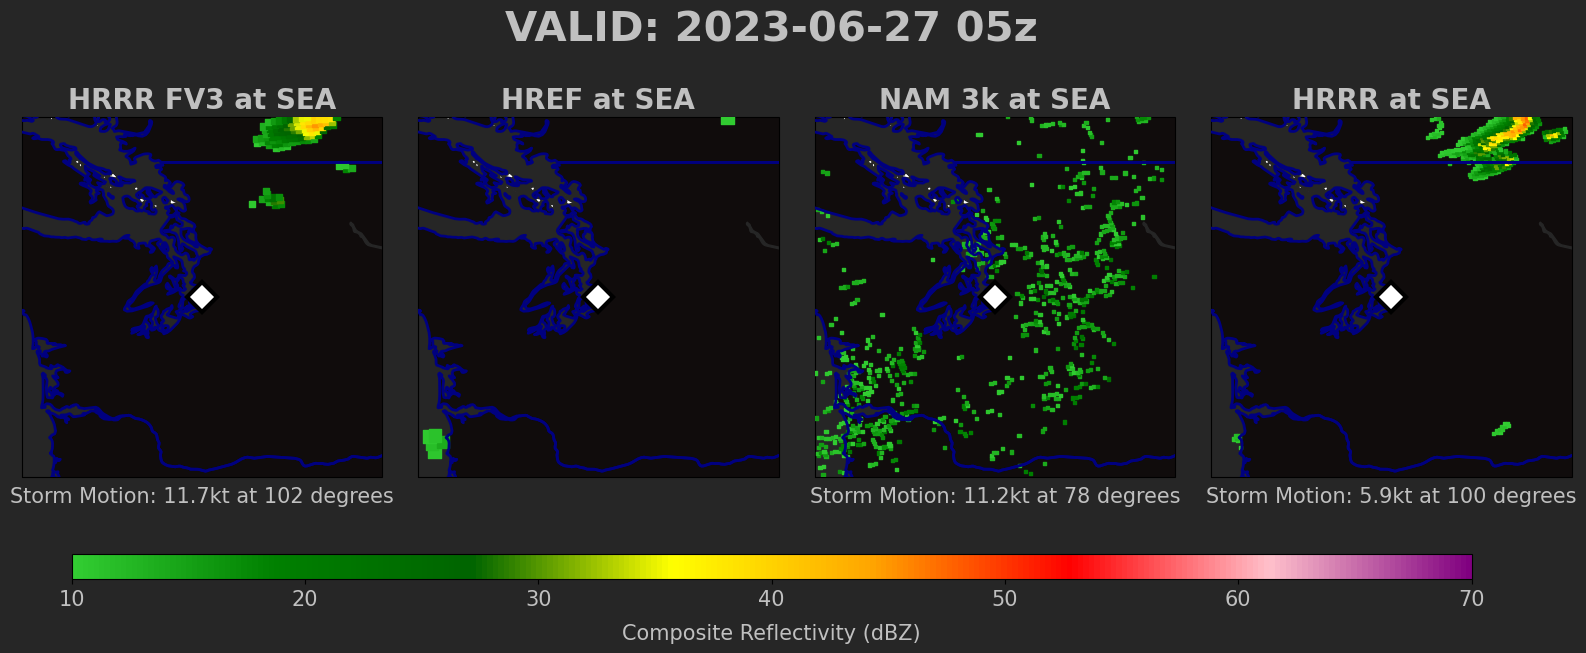 VALID: 2023-06-27 05z
HRRR FV3 at SEA
HREF at SEA
NAM 3k at SEA
HRRR at SEA
Storm Motion: 11.7kt at 102 degrees
Storm Motion: 11.2kt at 78 degrees
Storm Motion: 5.9kt at 100 degrees
10 20 30 40 50 60 70
Composite Reflectivity (dBZ)